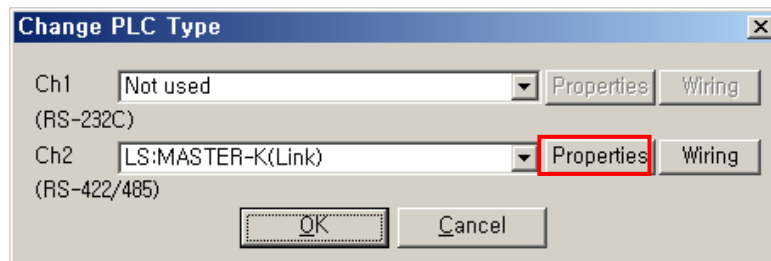 Change PLC Type
Ch1 Not used Properties Wiring
(RS-232C)
Ch2 LS:MASTER-K(Link) Properties Wiring
(RS-422/485)
OK Cancel